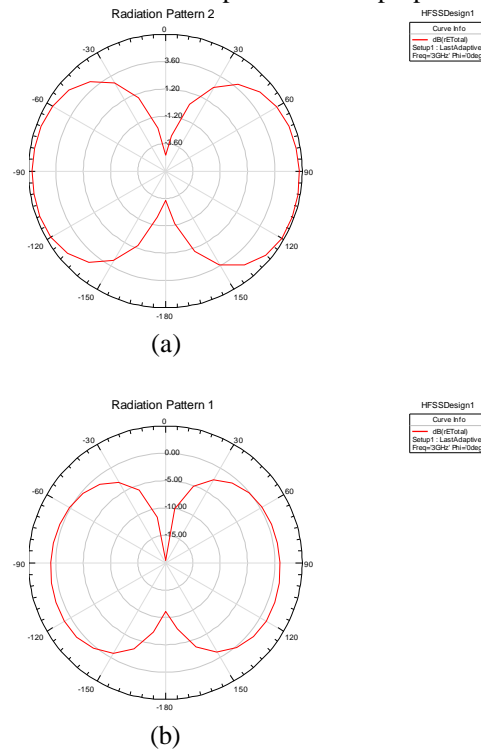 Radiation Pattern 2
HFSSDesign1
Curve Info
dB(rETotal)
Setup1 : LastAdaptive
Freq='3GHz' Phi='0deg
0
-30
30
3.60
-60
60
1.20
-1.20
-3.60
-90
90
-120
120
-150
150
-180
(a)
Radiation Pattern 1
HFSSDesign1
Curve Info
dB(rETotal)
Setup1 : LastAdaptive
Freq='3GHz' Phi='0deg
0
-30
30
0.00
-60
60
-5.00
-10.00
-15.00
-90
90
-120
120
-150
150
-180
(b)